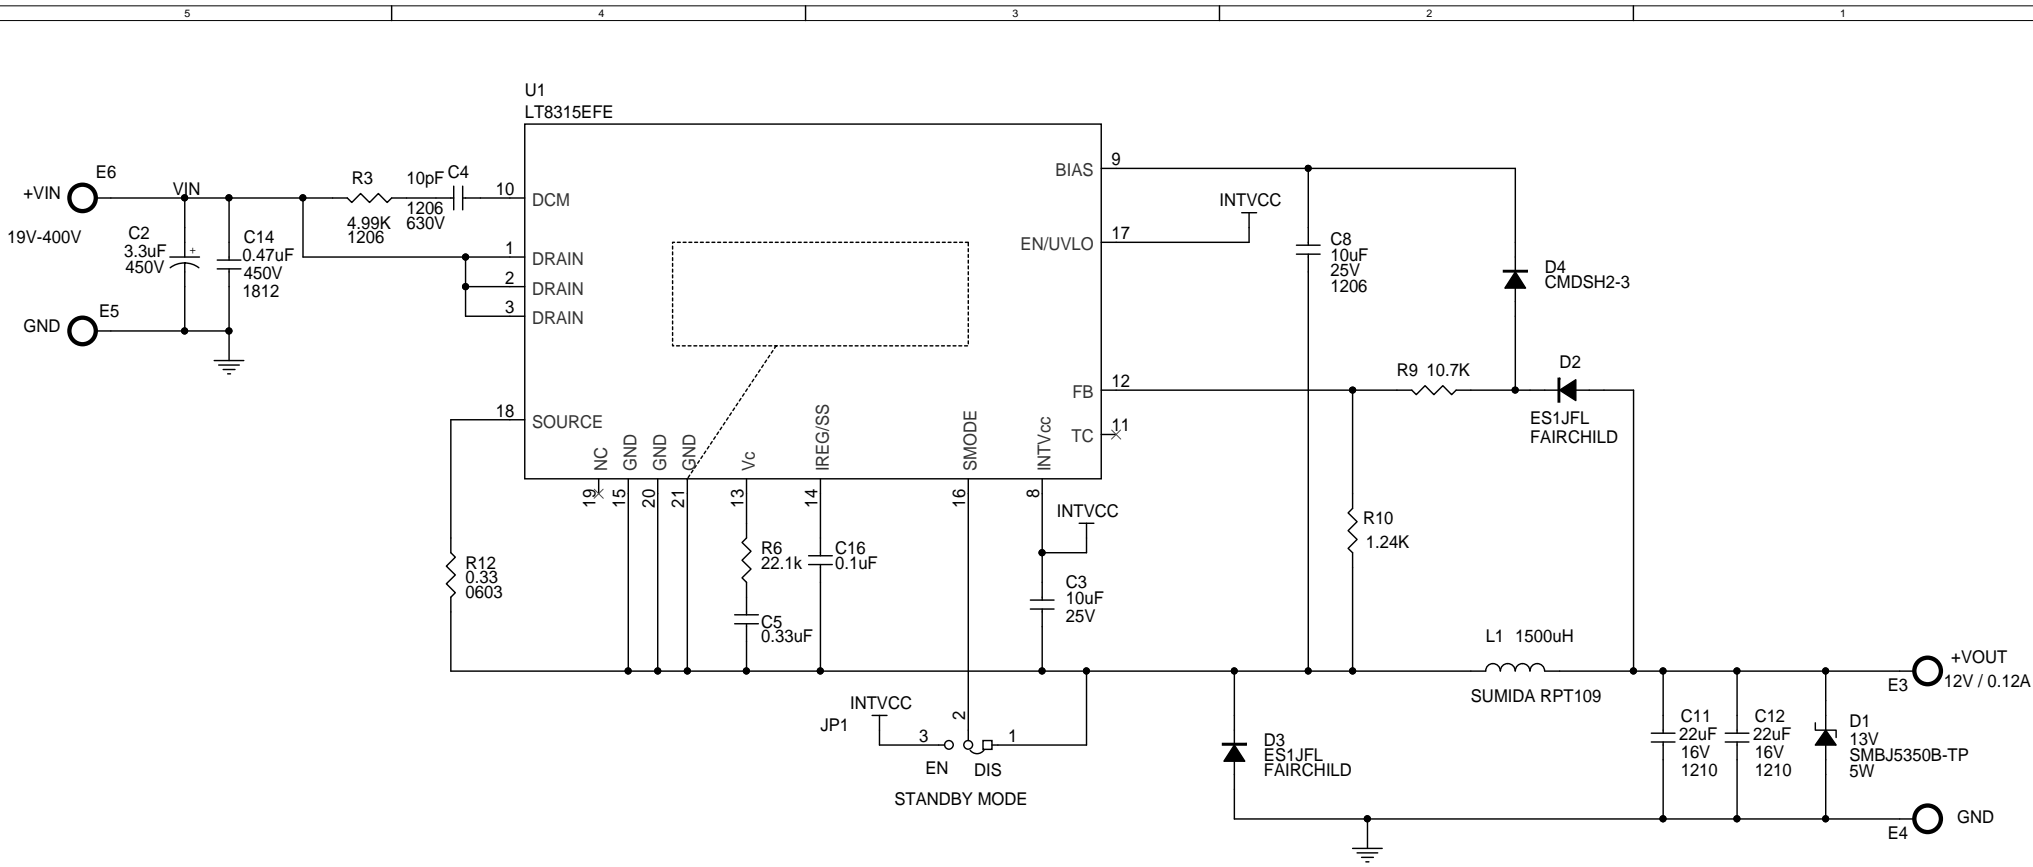 5 4 3 2 1
U1
LT8315EFE
+VIN
E6
VIN
19V-400V
C2
3.3uF
450V
+
C14
0.47uF
450V
1812
GND
E5
R3
4.99K
1206
10pF C4
1206
630V
10 DCM
1 DRAIN
2 DRAIN
3 DRAIN
18 SOURCE
R12
0.33
0603
NC
19
GND
15
GND
20
GND
21
Vc
13
IREG/SS
14
SMODE
16
INTVcc
8
BIAS 9
EN/UVLO 17
FB 12
TC 11
INTVCC
C8
10uF
25V
1206
D4
CMDSH2-3
R9 10.7K
D2
ES1JFL
FAIRCHILD
R10
1.24K
R6
22.1k
C5
0.33uF
C16
0.1uF
INTVCC
C3
10uF
25V
INTVCC
JP1
3
2
1
EN
DIS
STANDBY MODE
D3
ES1JFL
FAIRCHILD
L1 1500uH
SUMIDA RPT109
C11
22uF
16V
1210
C12
22uF
16V
1210
D1
13V
SMBJ5350B-TP
5W
+VOUT
E3
12V / 0.12A
GND
E4